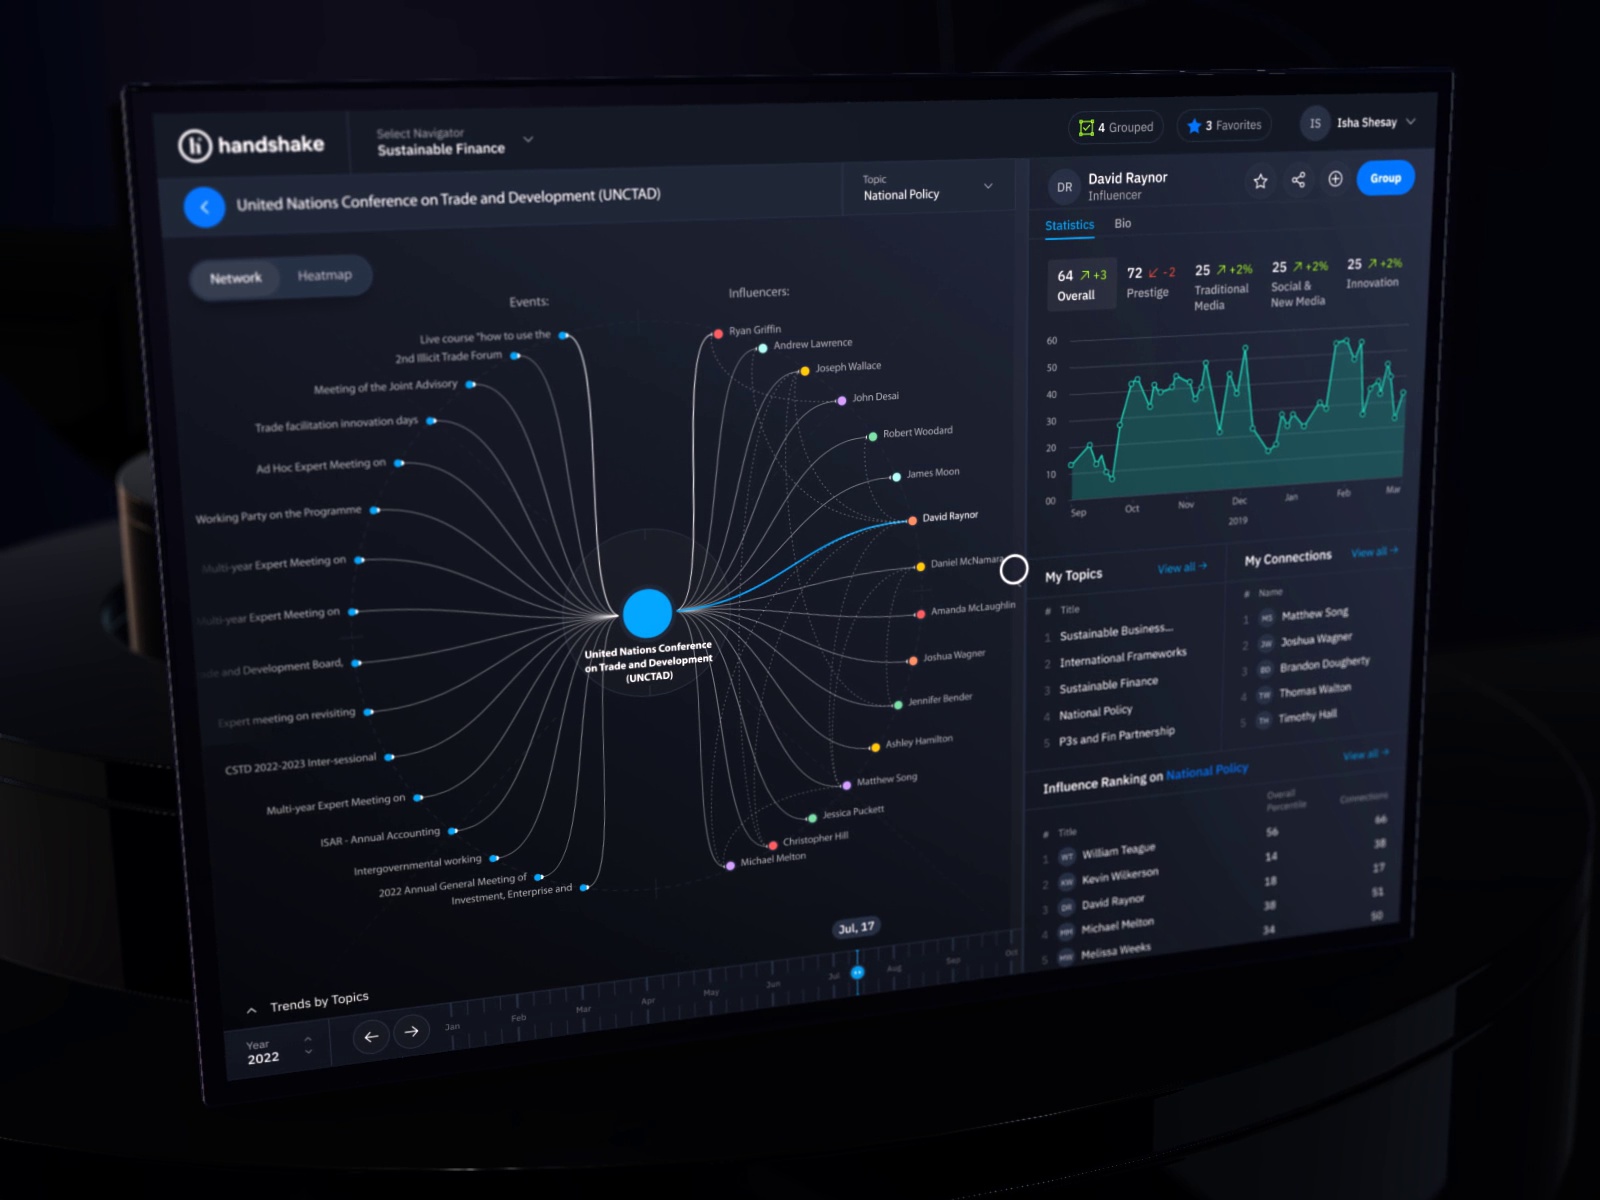 handshake
Select Navigator
Sustainable Finance
4 Grouped
3 Favorites
IS
Isha Shesay
United Nations Conference on Trade and Development (UNCTAD)
Topic
National Policy
DR
David Raynor
Influencer
Group
Statistics
Bio
Network
Heatmap
64 +3
Overall
72 -2
Prestige
25 +2%
Traditional
Media
25 +2%
Social &
New Media
25 +2%
Innovation
Events:
Live course "how to use the
2nd Illicit Trade Forum
Meeting of the Joint Advisory
Trade facilitation innovation days
Ad Hoc Expert Meeting on
Working Party on the Programme
Multi-year Expert Meeting on
Multi-year Expert Meeting on
and Development Board,
Expert meeting on revisiting
CSTD 2022-2023 Inter-sessional
Multi-year Expert Meeting on
ISAR - Annual Accounting
Intergovernmental working
2022 Annual General Meeting of
Investment, Enterprise and
United Nations Conference
on Trade and Development
(UNCTAD)
Influencers:
Ryan Griffin
Andrew Lawrence
Joseph Wallace
John Desai
Robert Woodard
James Moon
David Raynor
Daniel McNamara
Amanda McLaughlin
Joshua Wagner
Jennifer Bender
Ashley Hamilton
Matthew Song
Jessica Puckett
Christopher Hill
Michael Melton
60
50
40
30
20
10
00
Sep
Oct
Nov
Dec
Jan
Feb
Mar
2019
My Topics
View all →
# Title
1 Sustainable Business...
2 International Frameworks
3 Sustainable Finance
4 National Policy
5 P3s and Fin Partnership
My Connections
View all →
# Name
1 MS Matthew Song
2 JW Joshua Wagner
3 BD Brandon Dougherty
4 TW Thomas Walton
5 TH Timothy Hall
Influence Ranking on National Policy
View all →
# Title
Overall
Percentile
Connections
1 WT William Teague 56 66
2 KW Kevin Wilkerson 14 38
3 DR David Raynor 18 17
4 MM Michael Melton 38 51
5 MW Melissa Weeks 34 50
Jul, 17
Trends by Topics
Year
2022
Jan
Feb
Mar
Apr
May
Jun
Jul
Aug
Sep
Oct